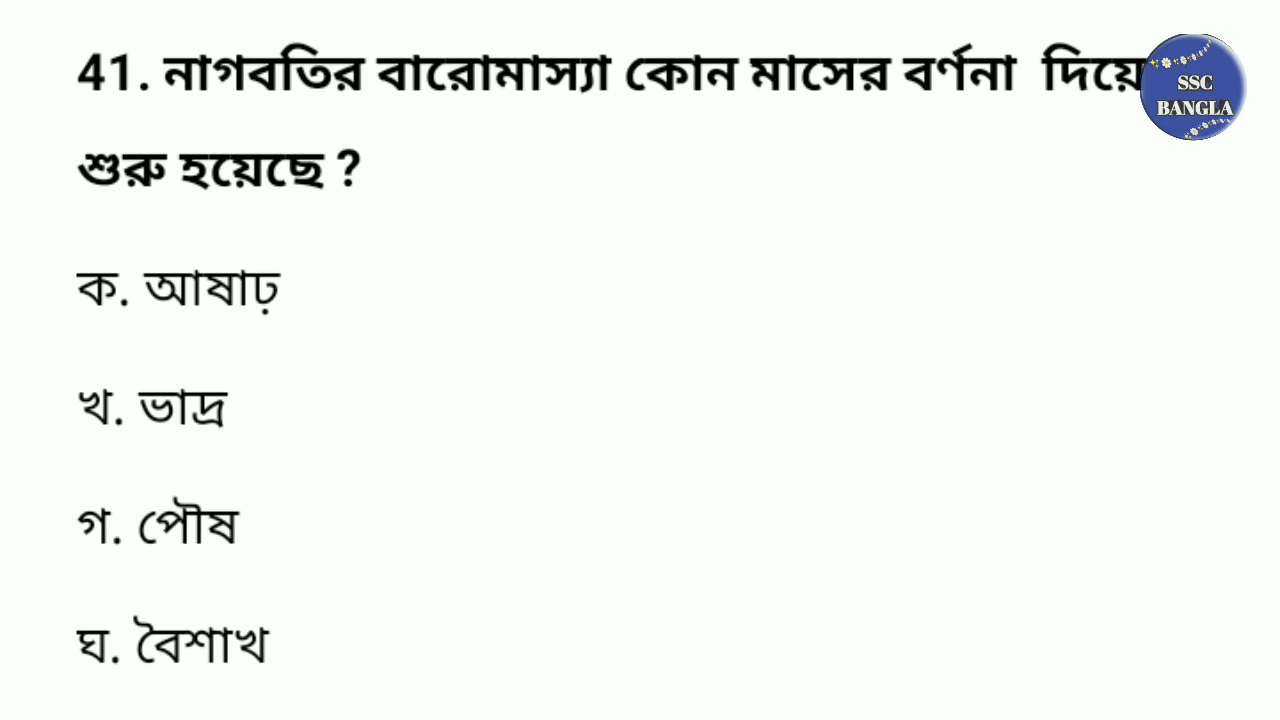 41. নাগবতির বারোমাস্যা কোন মাসের বর্ণনা দিয়ে
শুরু হয়েছে ?
ক. আষাঢ়
খ. ভাদ্র
গ. পৌষ
ঘ. বৈশাখ
SSC
BANGLA